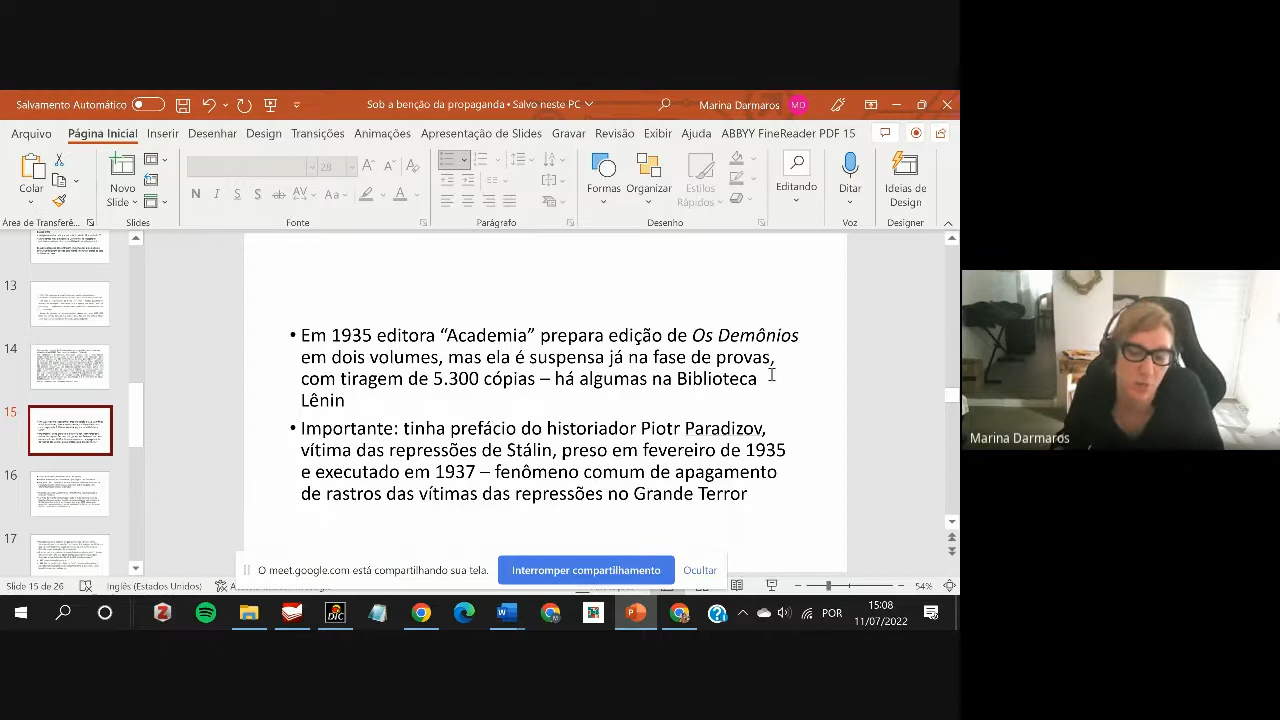 Salvamento Automático
Sob a benção da propaganda • Salvo neste PC
Marina Darmaros
MD
Arquivo Página Inicial Inserir Desenhar Design Transições Animações Apresentação de Slides Gravar Revisão Exibir Ajuda ABBYY FineReader PDF 15
28
N I S S ab AV Aa A
Colar
Novo
Slide
Formas
Organizar
Estilos
Rápidos
Editando
Ditar
Ideias de
Design
Área de Transferê... Slides Fonte Parágrafo Desenho Voz Designer
13
14
15
16
17
• Em 1935 editora “Academia” prepara edição de Os Demônios
em dois volumes, mas ela é suspensa já na fase de provas,
com tiragem de 5.300 cópias – há algumas na Biblioteca
Lênin
• Importante: tinha prefácio do historiador Piotr Paradizov,
vítima das repressões de Stálin, preso em fevereiro de 1935
e executado em 1937 – fenômeno comum de apagamento
de rastros das vítimas das repressões no Grande Terror
Marina Darmaros
O meet.google.com está compartilhando sua tela.
Interromper compartilhamento
Ocultar
Slide 15 de 26
Inglês (Estados Unidos)
54%
DIC
POR
15:08
11/07/2022